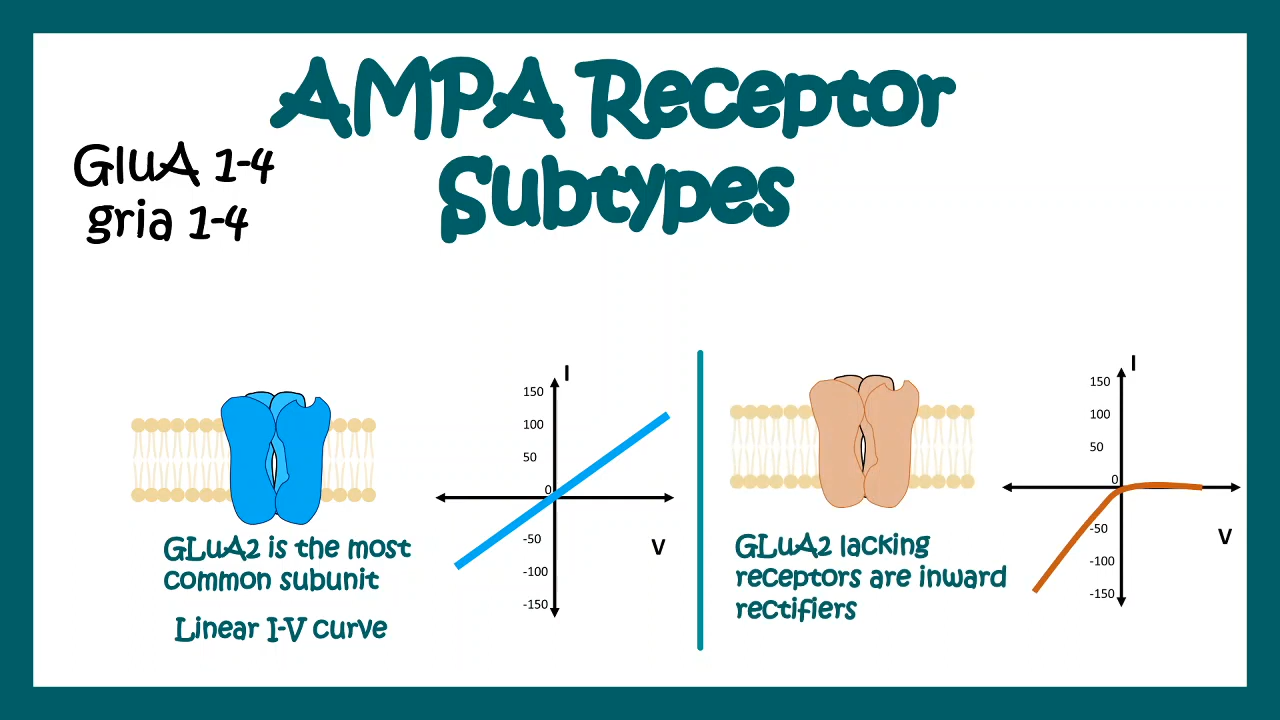 AMPA Receptor
Subtypes
GluA 1-4
gria 1-4
I
150
100
50
0
-50
-100
-150
V
GLuA2 is the most
common subunit
Linear I-V curve
I
150
100
50
0
-50
-100
-150
V
GLuA2 lacking
receptors are inward
rectifiers